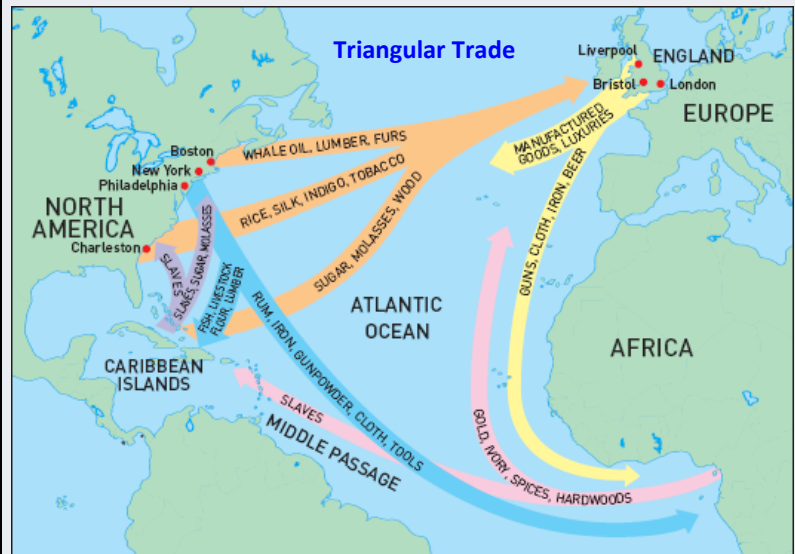 Triangular Trade
Liverpool
ENGLAND
Bristol
London
EUROPE
MANUFACTURED
GOODS, LUXURIES
Boston
WHALE OIL, LUMBER, FURS
New York
Philadelphia
RICE, SILK, INDIGO, TOBACCO
NORTH
AMERICA
Charleston
SLAVES
SLAVES, SUGAR, MOLASSES
FISH, LIVESTOCK
FLOUR, LUMBER
SUGAR, MOLASSES, WOOD
GUNS, CLOTH, IRON, BEER
RUM, IRON, GUNPOWDER, CLOTH, TOOLS
ATLANTIC
OCEAN
AFRICA
CARIBBEAN
ISLANDS
SLAVES
MIDDLE PASSAGE
GOLD, IVORY, SPICES, HARDWOODS